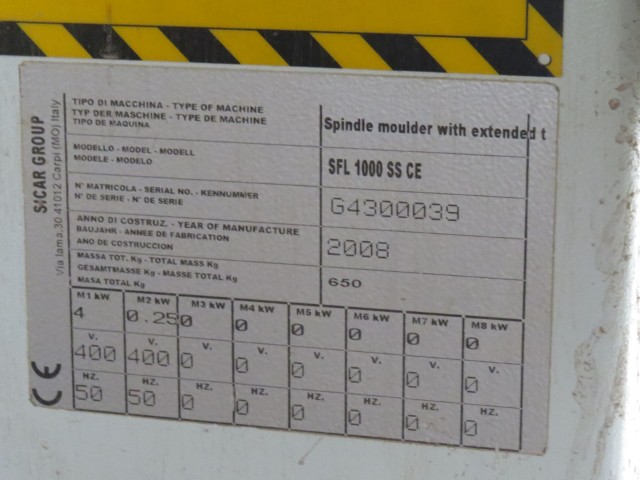 SICAR GROUP
Via lama,30 41012 Carpi (MO) Italy
TIPO DI MACCHINA - TYPE OF MACHINE
TYP DER MASCHINE - TYPE DE MACHINE
TIPO DE MAQUINA
Spindle moulder with extended t
MODELLO - MODEL - MODELL
MODELE - MODELO
SFL 1000 SS CE
N° MATRICOLA - SERIAL NO. - KENNUMMER
N° DE SERIE - N° DE SERIE
G4300039
ANNO DI COSTRUZ. - YEAR OF MANUFACTURE
BAUJAHR - ANNEE DE FABRICATION
ANO DE COSTRUCCION
2008
MASSA TOT. Kg - TOTAL MASS Kg
GESAMTMASSE Kg - MASSE TOTAL Kg
MASA TOTAL Kg
650
M1 kW M2 kW M3 kW M4 kW M5 kW M6 kW M7 kW M8 kW
4 0.25 0 0 0 0 0 0
V. V. V. V. V. V. V. V.
400 400 0 0 0 0 0 0
HZ. HZ. HZ. HZ. HZ. HZ. HZ. HZ.
50 50 0 0 0 0 0 0
CE